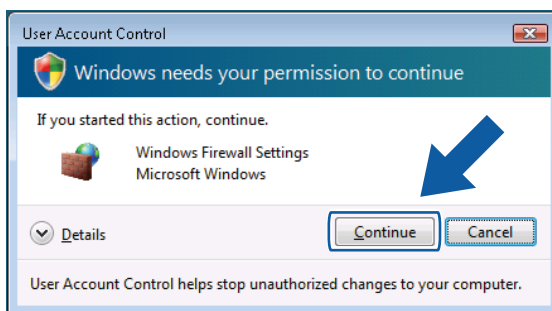 User Account Control
Windows needs your permission to continue
If you started this action, continue.
Windows Firewall Settings
Microsoft Windows
Details
Continue
Cancel
User Account Control helps stop unauthorized changes to your computer.